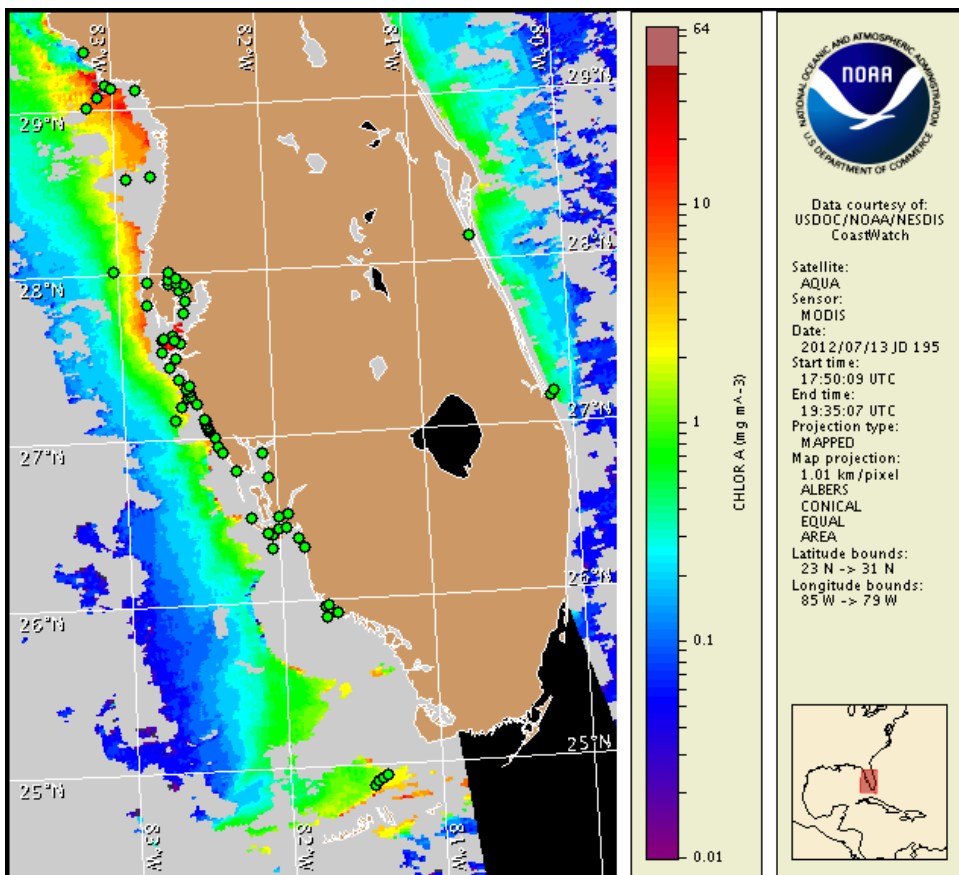 83°W
82°W
81°W
80°W
29°N
29°N
28°N
28°N
27°N
27°N
26°N
26°N
25°N
25°N
83°W
82°W
81°W
64
10
1
0.1
0.01
CHLOR A (mg m^-3)
NATIONAL OCEANIC AND ATMOSPHERIC ADMINISTRATION
NOAA
U.S. DEPARTMENT OF COMMERCE
Data courtesy of:
USDOC/NOAA/NESDIS
CoastWatch
Satellite:
AQUA
Sensor:
MODIS
Date:
2012/07/13 JD 195
Start time:
17:50:09 UTC
End time:
19:35:07 UTC
Projection type:
MAPPED
Map projection:
1.01 km/pixel
ALBERS
CONICAL
EQUAL
AREA
Latitude bounds:
23 N -> 31 N
Longitude bounds:
85 W -> 79 W